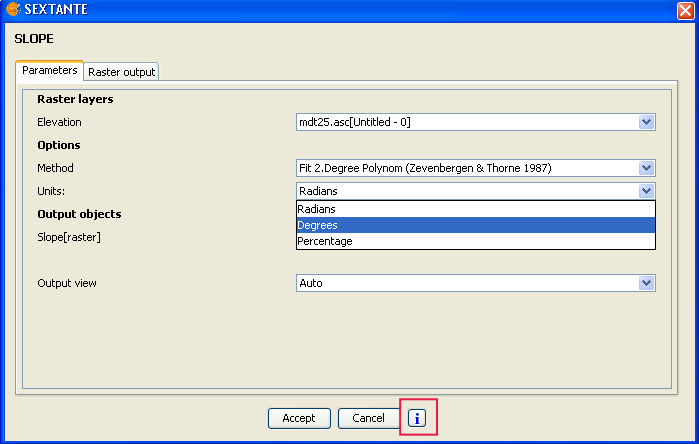 SEXTANTE
SLOPE
Parameters
Raster output
Raster layers
Elevation
mdt25.asc[Untitled - 0]
Options
Method
Fit 2.Degree Polynom (Zevenbergen & Thorne 1987)
Units:
Radians
Radians
Output objects
Degrees
Slope[raster]
Percentage
Output view
Auto
Accept
Cancel
i